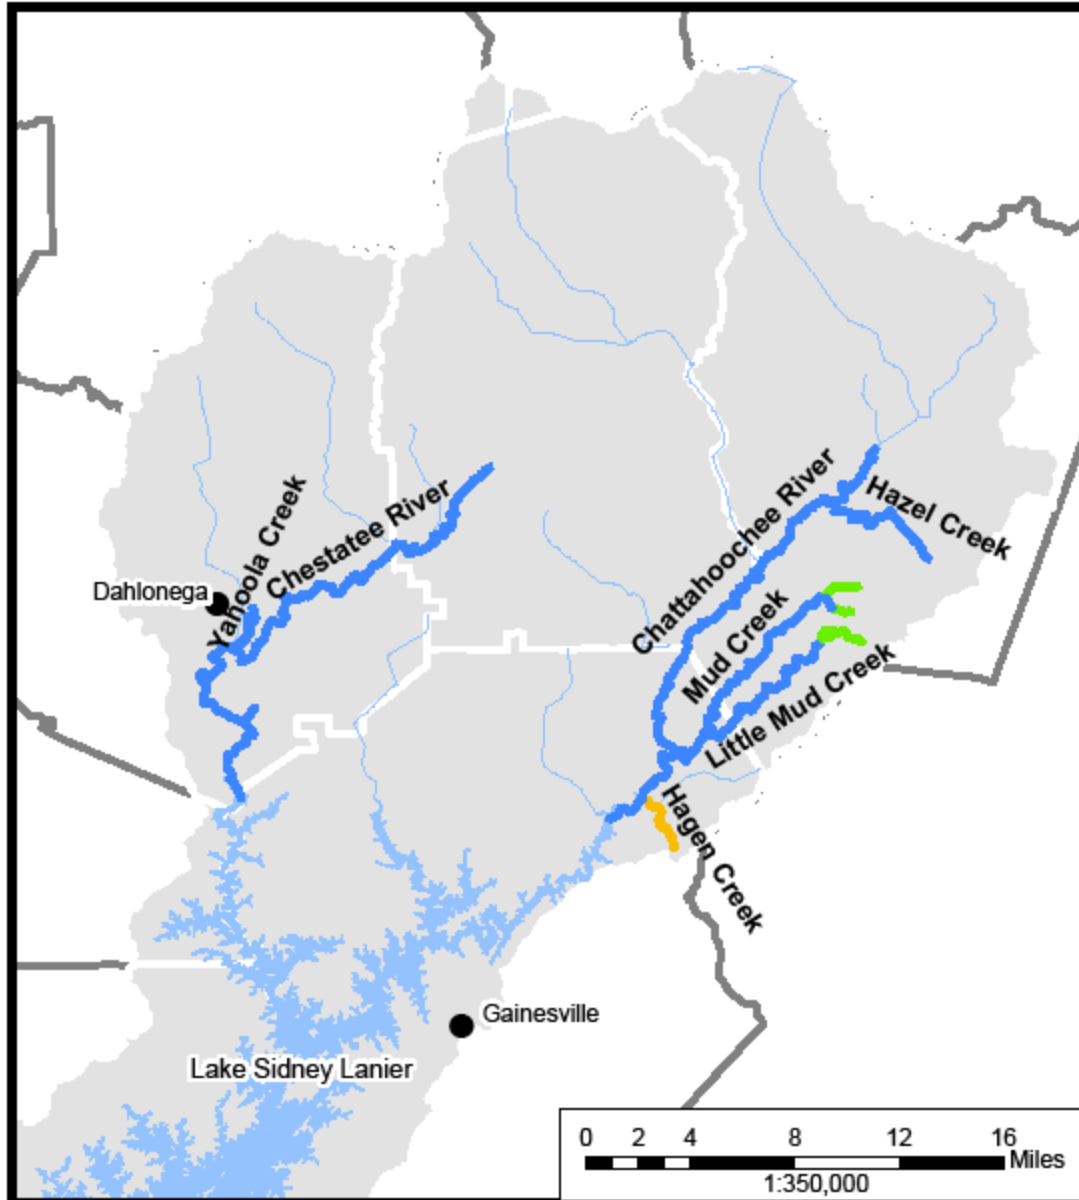 Yahoola Creek
Chestatee River
Chattahoochee River
Hazel Creek
Dahlonega
Mud Creek
Little Mud Creek
Hagen Creek
Gainesville
Lake Sidney Lanier
0 2 4 8 12 16
Miles
1:350,000